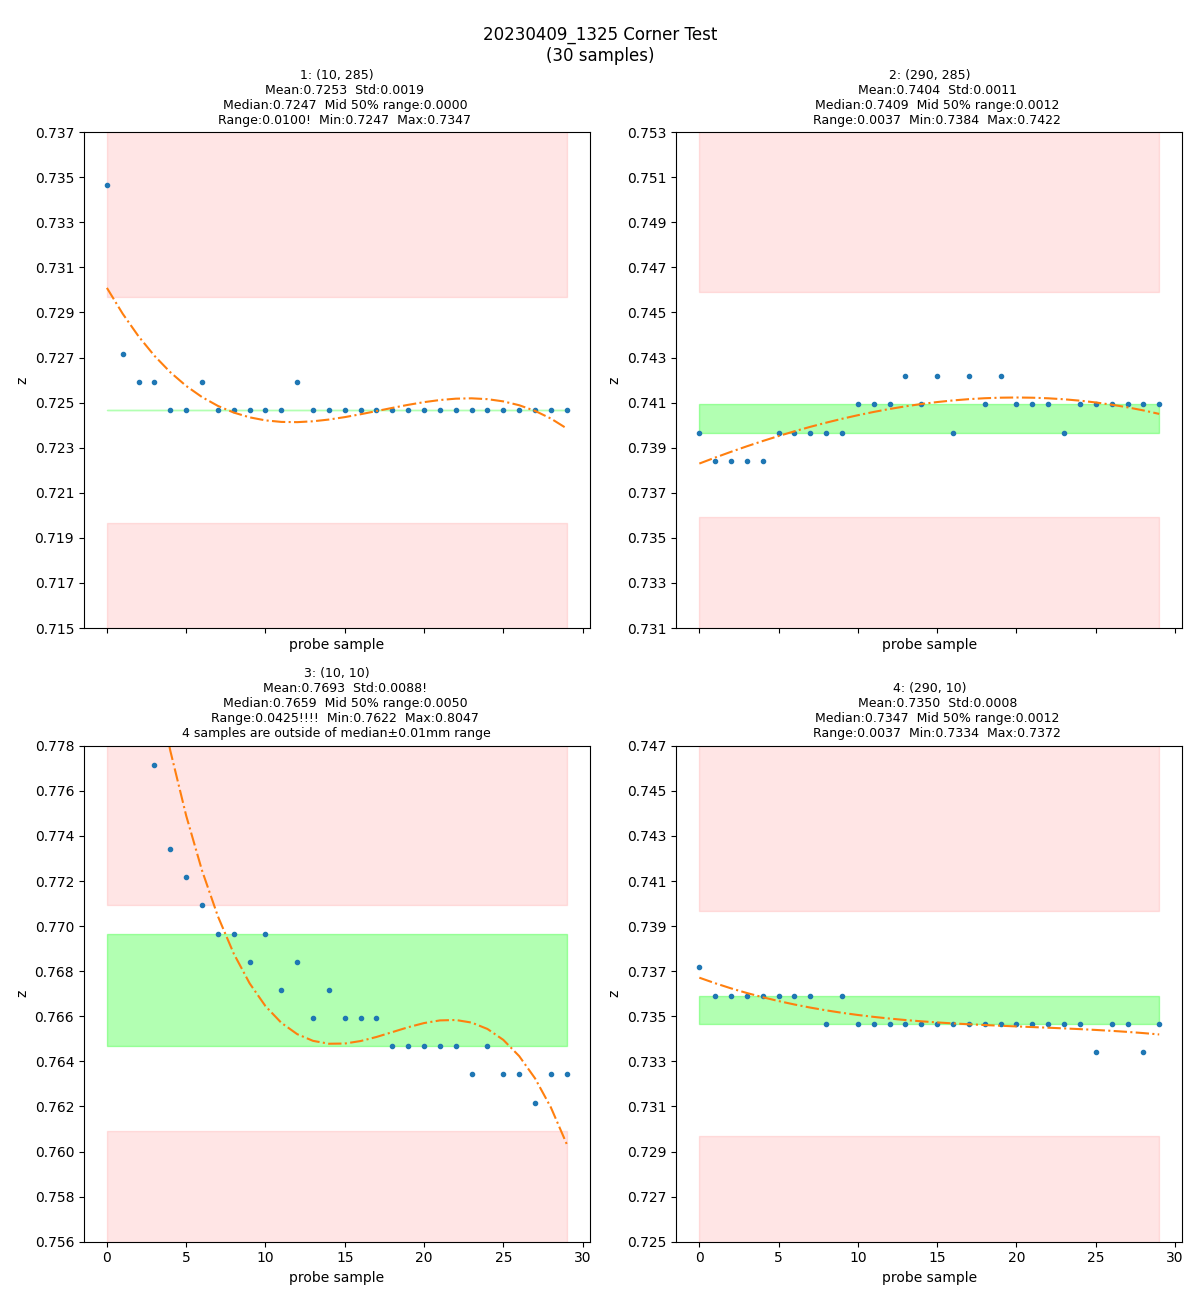 20230409_1325 Corner Test
(30 samples)
1: (10, 285)
Mean:0.7253 Std:0.0019
Median:0.7247 Mid 50% range:0.0000
Range:0.0100! Min:0.7247 Max:0.7347
0.737
0.735
0.733
0.731
0.729
0.727
0.725
0.723
0.721
0.719
0.717
0.715
z
probe sample
2: (290, 285)
Mean:0.7404 Std:0.0011
Median:0.7409 Mid 50% range:0.0012
Range:0.0037 Min:0.7384 Max:0.7422
0.753
0.751
0.749
0.747
0.745
0.743
0.741
0.739
0.737
0.735
0.733
0.731
z
probe sample
3: (10, 10)
Mean:0.7693 Std:0.0088!
Median:0.7659 Mid 50% range:0.0050
Range:0.0425!!!! Min:0.7622 Max:0.8047
4 samples are outside of median±0.01mm range
0.778
0.776
0.774
0.772
0.770
0.768
0.766
0.764
0.762
0.760
0.758
0.756
z
0 5 10 15 20 25 30
probe sample
4: (290, 10)
Mean:0.7350 Std:0.0008
Median:0.7347 Mid 50% range:0.0012
Range:0.0037 Min:0.7334 Max:0.7372
0.747
0.745
0.743
0.741
0.739
0.737
0.735
0.733
0.731
0.729
0.727
0.725
z
0 5 10 15 20 25 30
probe sample